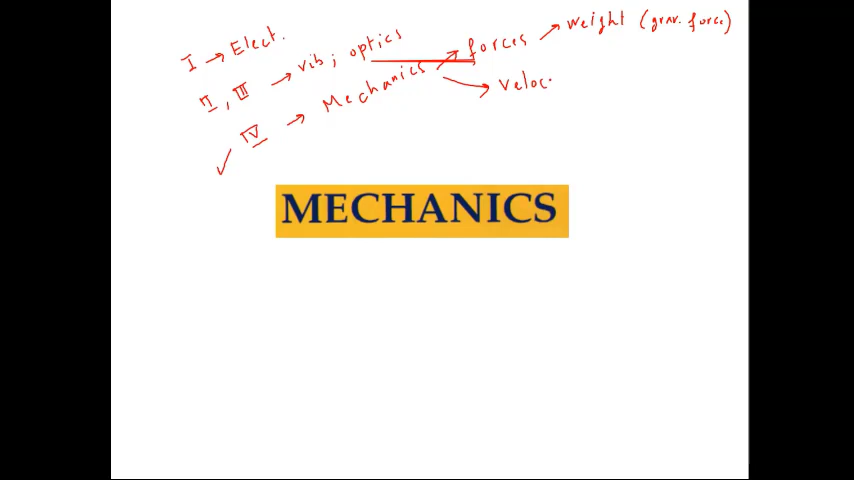 I → Elect.
II, III → vib; optics
✓ IV → Mechanics → forces → weight (grav. force)
→ Veloc.
MECHANICS